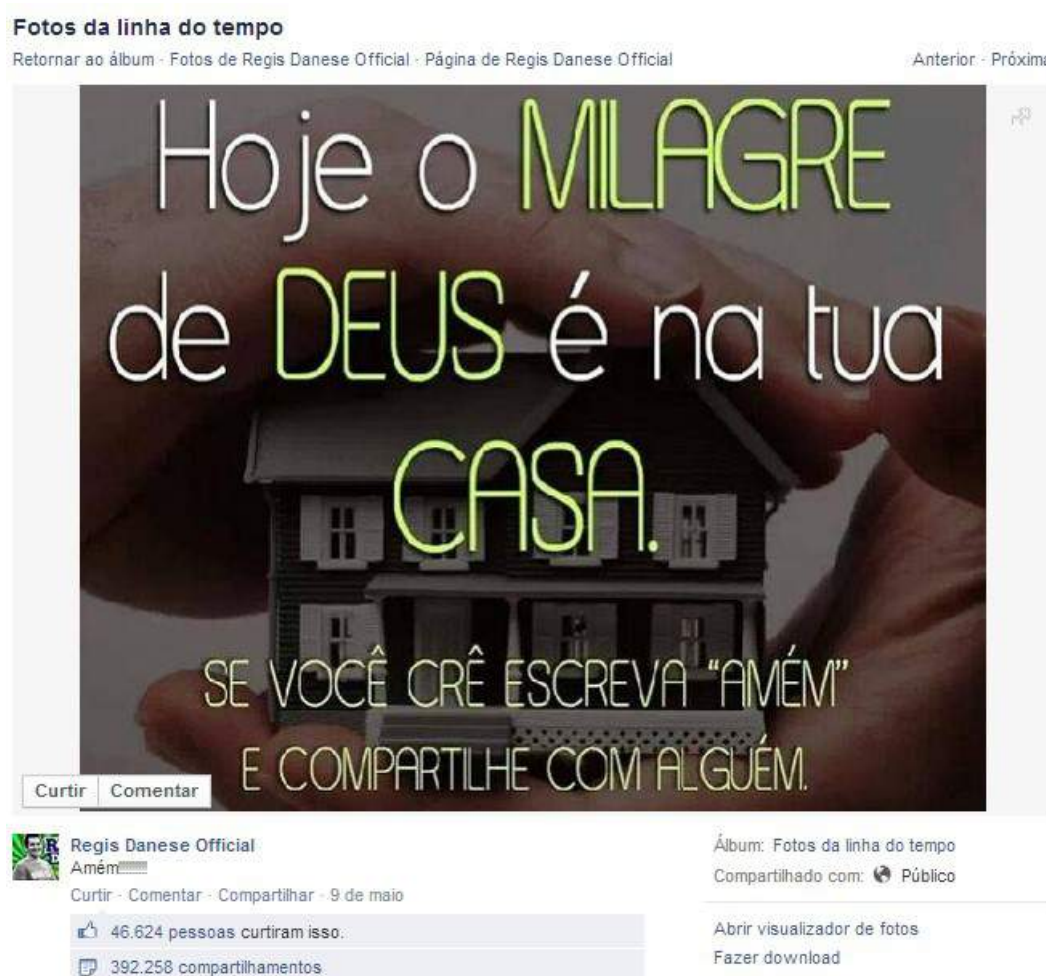 Fotos da linha do tempo
Retornar ao álbum · Fotos de Regis Danese Official · Página de Regis Danese Official
Anterior · Próxima
Hoje o MILAGRE
de DEUS é na tua
CASA.
SE VOCÊ CRÊ ESCREVA “AMÉM”
E COMPARTILHE COM ALGUÉM.
Curtir Comentar
Regis Danese Official
Amém
Curtir · Comentar · Compartilhar · 9 de maio
46.624 pessoas curtiram isso.
392.258 compartilhamentos
Álbum: Fotos da linha do tempo
Compartilhado com: Público
Abrir visualizador de fotos
Fazer download